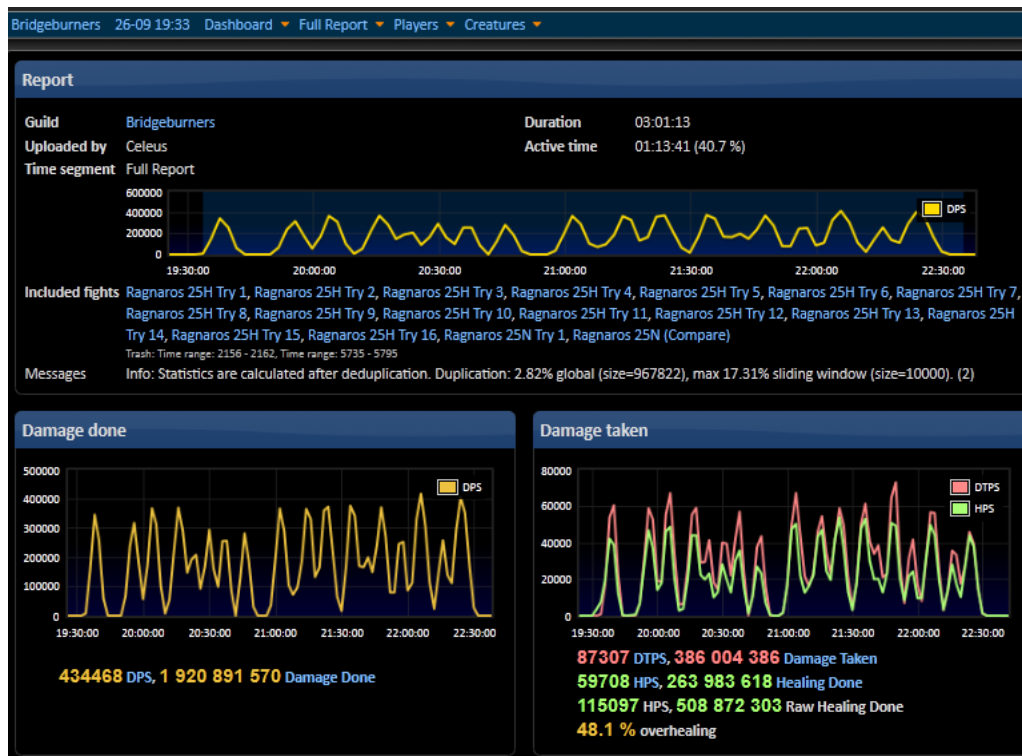 Bridgeburners 26-09 19:33 Dashboard Full Report Players Creatures
Report
Guild Bridgeburners
Duration 03:01:13
Uploaded by Celeus
Active time 01:13:41 (40.7 %)
Time segment Full Report
600000
400000
200000
0
DPS
19:30:00 20:00:00 20:30:00 21:00:00 21:30:00 22:00:00 22:30:00
Included fights Ragnaros 25H Try 1, Ragnaros 25H Try 2, Ragnaros 25H Try 3, Ragnaros 25H Try 4, Ragnaros 25H Try 5, Ragnaros 25H Try 6, Ragnaros 25H Try 7,
Ragnaros 25H Try 8, Ragnaros 25H Try 9, Ragnaros 25H Try 10, Ragnaros 25H Try 11, Ragnaros 25H Try 12, Ragnaros 25H Try 13, Ragnaros 25H
Try 14, Ragnaros 25H Try 15, Ragnaros 25H Try 16, Ragnaros 25N Try 1, Ragnaros 25N (Compare)
Trash: Time range: 2156 - 2162, Time range: 5735 - 5795
Messages Info: Statistics are calculated after deduplication. Duplication: 2.82% global (size=967822), max 17.31% sliding window (size=10000). (2)
Damage done
500000
400000
300000
200000
100000
0
DPS
19:30:00 20:00:00 20:30:00 21:00:00 21:30:00 22:00:00 22:30:00
434468 DPS, 1 920 891 570 Damage Done
Damage taken
80000
60000
40000
20000
0
DTPS
HPS
19:30:00 20:00:00 20:30:00 21:00:00 21:30:00 22:00:00 22:30:00
87307 DTPS, 386 004 386 Damage Taken
59708 HPS, 263 983 618 Healing Done
115097 HPS, 508 872 303 Raw Healing Done
48.1 % overhealing